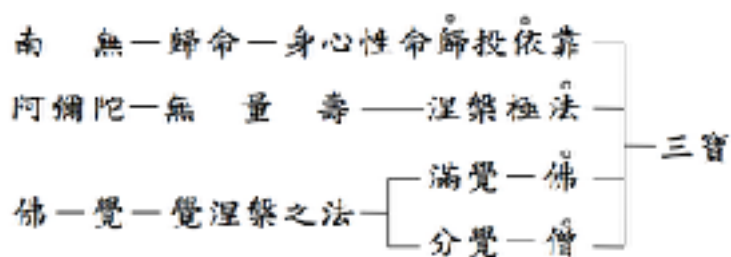 南無—歸命—身心性命歸投依靠
阿彌陀—無量壽——涅槃極法
三寶
滿覺—佛
佛—覺—覺涅槃之法
分覺—僧